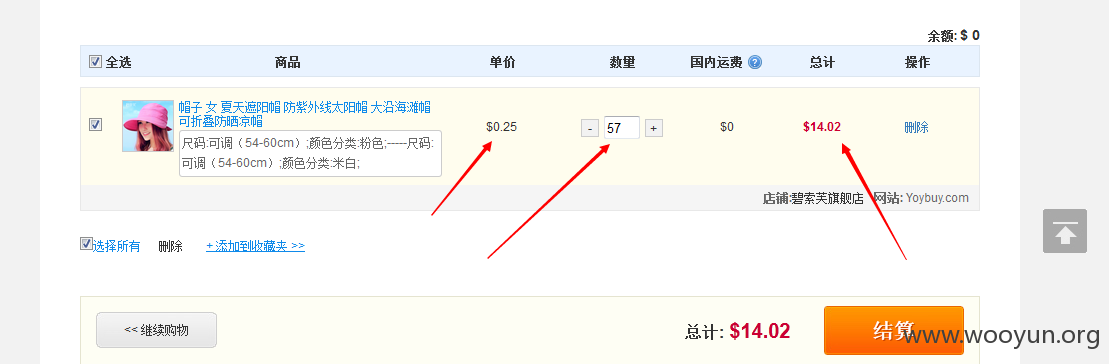 余额: $ 0
全选 商品 单价 数量 国内运费 ? 总计 操作
帽子 女 夏天遮阳帽 防紫外线太阳帽 大沿海滩帽
可折叠防晒凉帽
尺码:可调（54-60cm）;颜色分类:粉色;-----尺码:
可调（54-60cm）;颜色分类:米白;
$0.25 - 57 + $0 $14.02 删除
店铺:碧索芙旗舰店 网站: Yoybuy.com
选择所有 删除 + 添加到收藏夹 >>
<< 继续购物 总计: $14.02 结算
www.wooyun.org